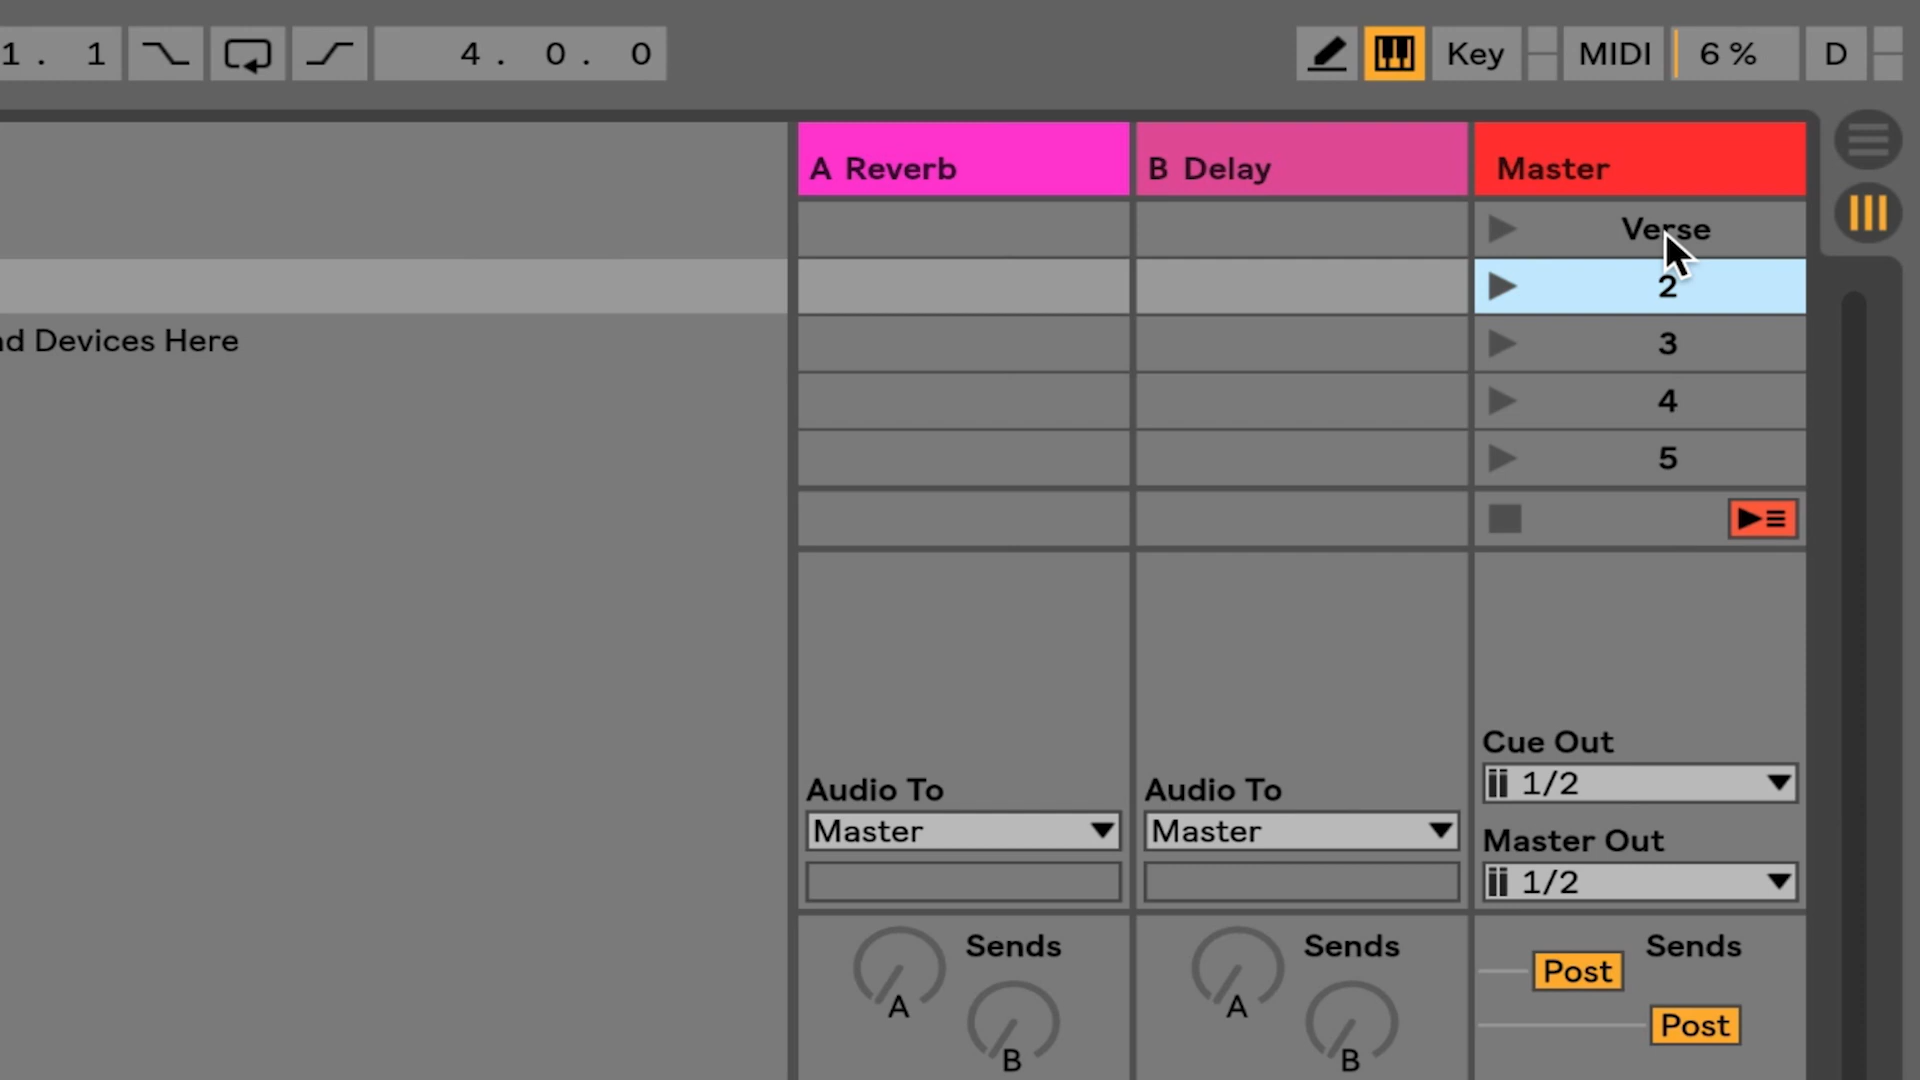 1. 1
4. 0. 0
Key
MIDI
6 %
D
A Reverb
B Delay
Master
Verse
2
3
4
5
d Devices Here
Cue Out
1/2
Audio To
Master
Audio To
Master
Master Out
1/2
Sends
A
B
Sends
A
B
Sends
Post
Post